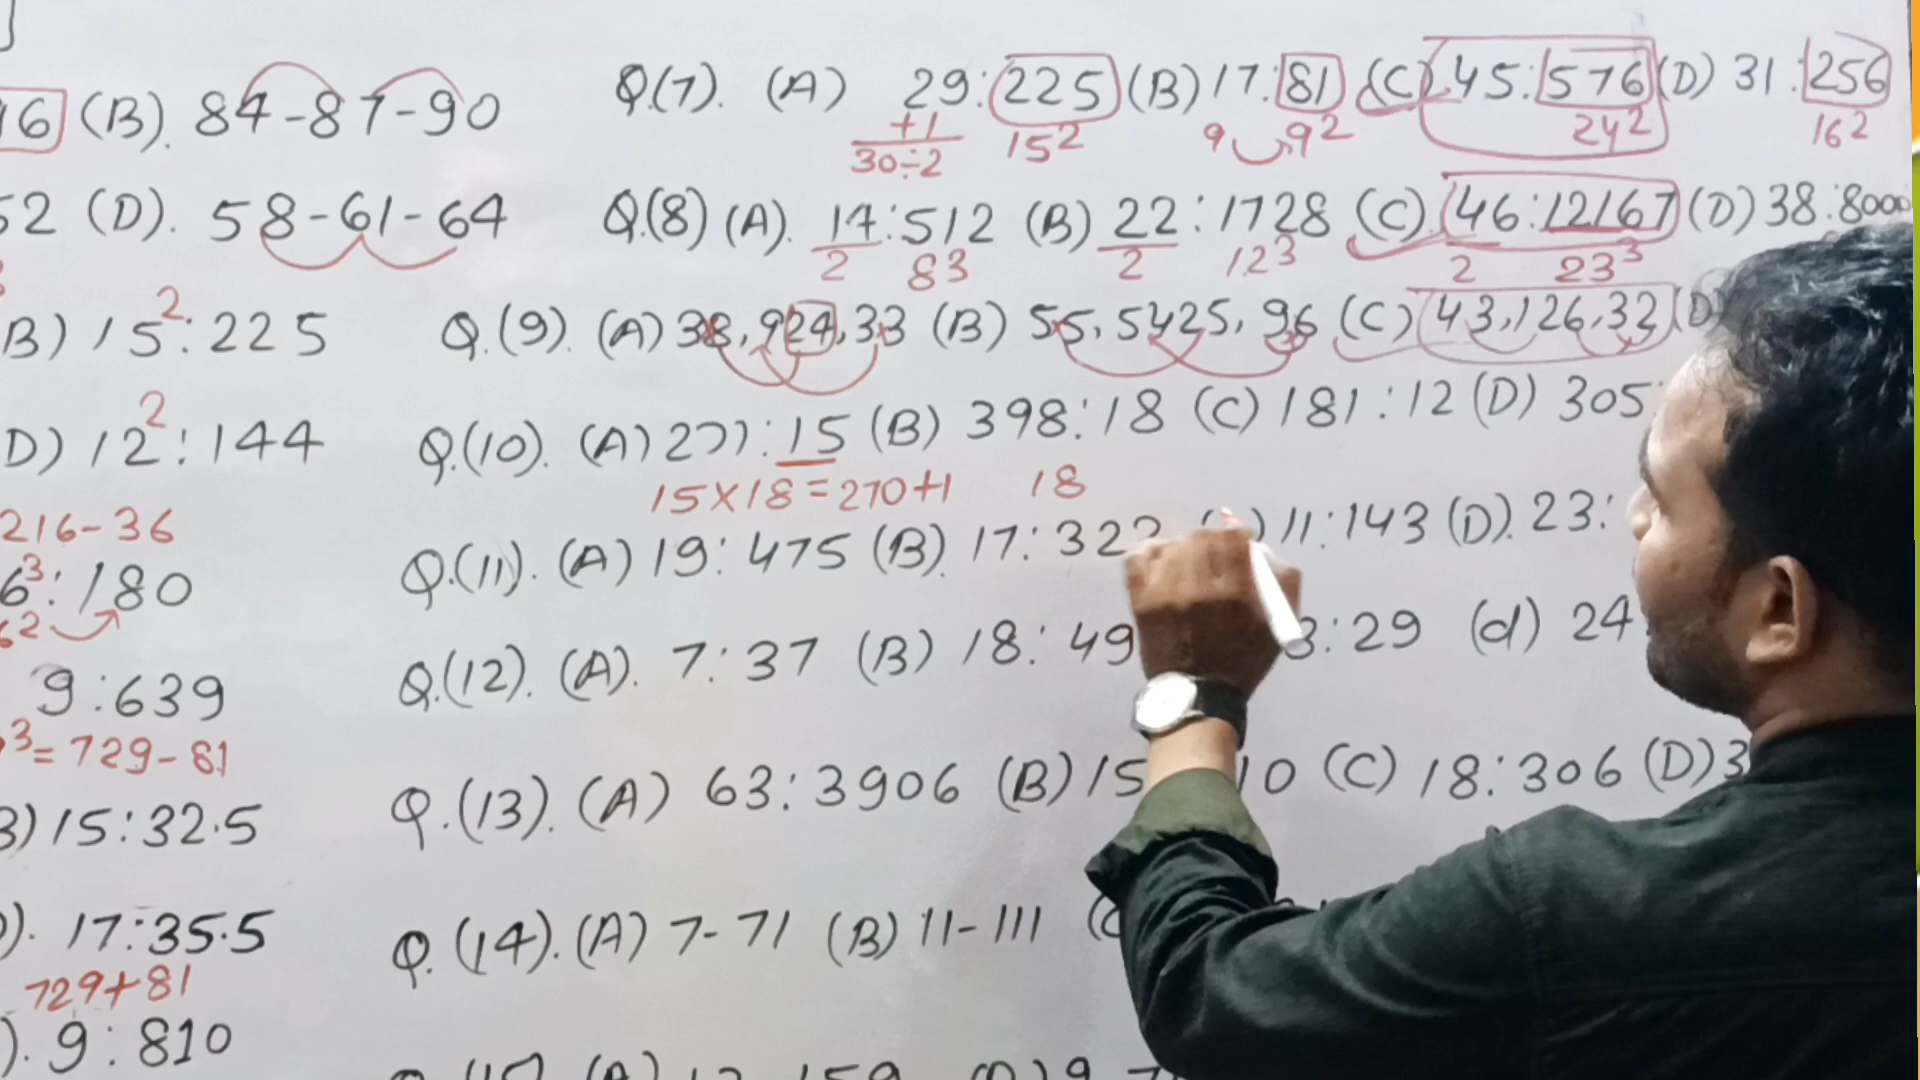 16 (B). 84-87-90
52 (D). 58-61-64
B) 15²:225
D) 12²:144
216-36
6³:180
6²
9:639
³=729-81
B) 15:32.5
D). 17:35.5
729+81
). 9:810
Q.(7). (A) 29:225 (B) 17:81 (C). 45:576 (D) 31:256
+1
30÷2 15² 9 9² 24² 16²
Q.(8) (A). 14:512 (B) 22:1728 (C). 46:12167 (D) 38:8000
2 8³ 2 12³ 2 23³
Q.(9). (A) 38,924,33 (B) 55,5425,96 (C) 43,126,32 (D)
Q.(10). (A) 271:15 (B) 398:18 (C) 181:12 (D) 305:
15×18=270+1 18
Q.(11). (A) 19:475 (B). 17:323 ) 11:143 (D). 23:
Q.(12). (A). 7:37 (B) 18:49 3:29 (d) 24
Q.(13). (A) 63:3906 (B) 15 10 (C) 18:306 (D) 3
Q.(14). (A) 7-71 (B) 11-111 (C
(A)